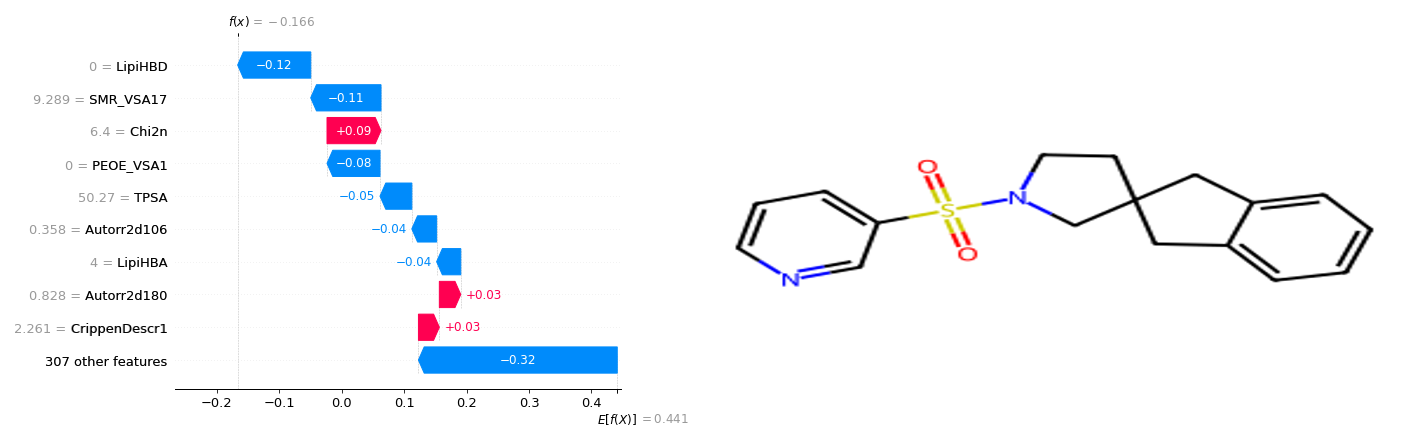 f(x) = −0.166
0 = LipiHBD −0.12
9.289 = SMR_VSA17 −0.11
6.4 = Chi2n +0.09
0 = PEOE_VSA1 −0.08
50.27 = TPSA −0.05
0.358 = Autorr2d106 −0.04
4 = LipiHBA −0.04
0.828 = Autorr2d180 +0.03
2.261 = CrippenDescr1 +0.03
307 other features −0.32
−0.2 −0.1 0.0 0.1 0.2 0.3 0.4
E[f(X)] = 0.441
O
S N
O
N